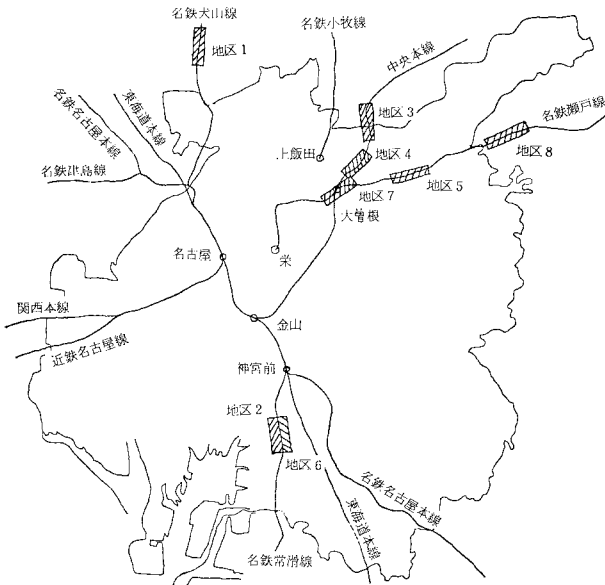 名鉄犬山線
地区1
名鉄小牧線
中央本線
東海道本線
名鉄名古屋本線
地区3
名鉄瀬戸線
上飯田
地区4
地区8
名鉄津島線
地区5
地区7
大曽根
名古屋
栄
関西本線
金山
近鉄名古屋線
神宮前
地区2
地区6
名鉄名古屋本線
東海道本線
名鉄常滑線